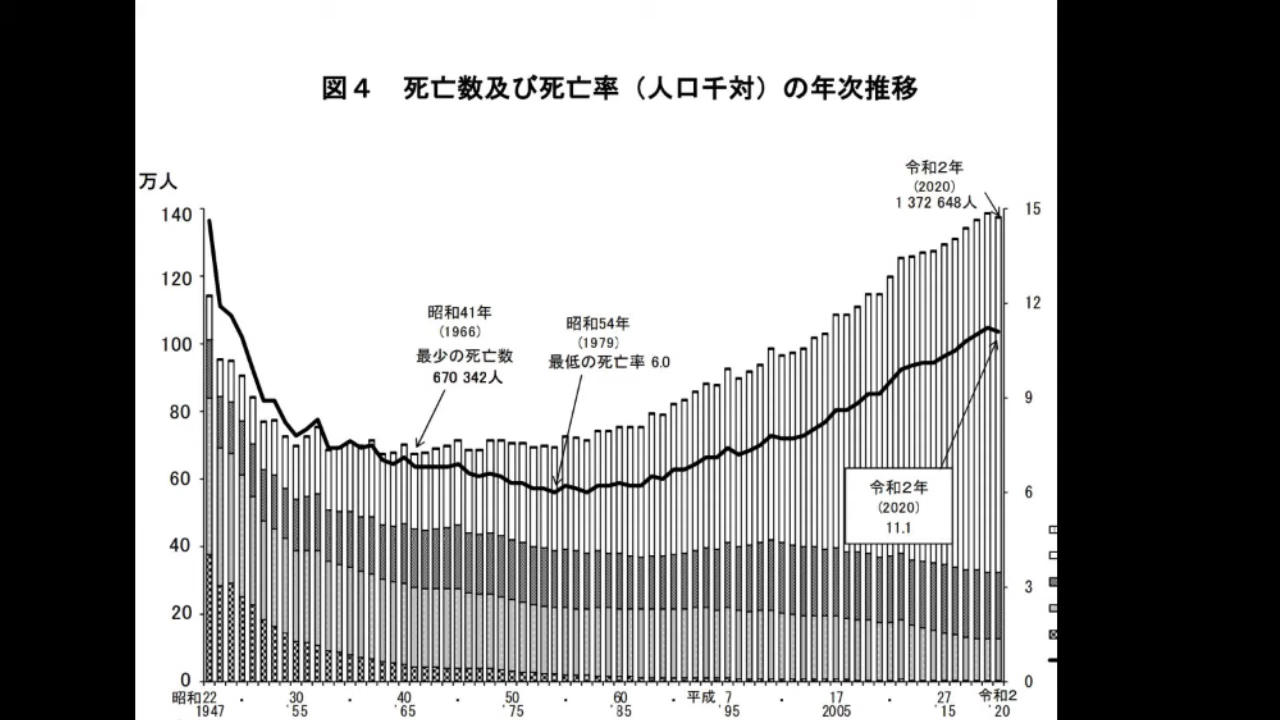 図４　死亡数及び死亡率（人口千対）の年次推移
万人
令和２年
(2020)
1 372 648人
140
120
100
80
60
40
20
0
15
12
9
6
3
0
昭和41年
(1966)
最少の死亡数
670 342人
昭和54年
(1979)
最低の死亡率 6.0
令和２年
(2020)
11.1
昭和22 ・ 30 ・ 40 ・ 50 ・ 60 ・ 平成 7 ・ 17 ・ 27 令和2
1947 '55 '65 '75 '85 '95 2005 '15 '20